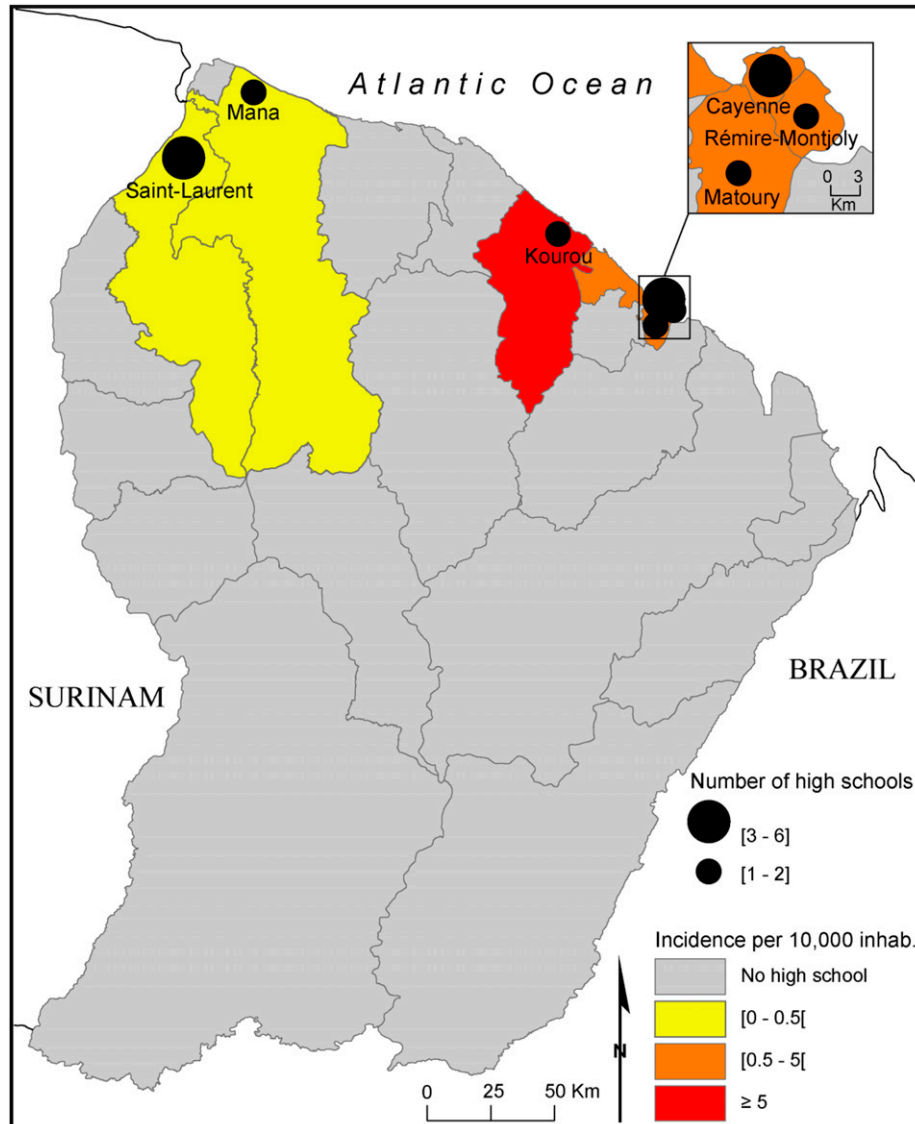 Atlantic Ocean
Mana
Saint-Laurent
Kourou
Cayenne
Rémire-Montjoly
Matoury
0 3
Km
SURINAM
BRAZIL
Number of high schools
[3 - 6]
[1 - 2]
Incidence per 10,000 inhab.
No high school
[0 - 0.5[
[0.5 - 5[
≥ 5
N
0 25 50 Km